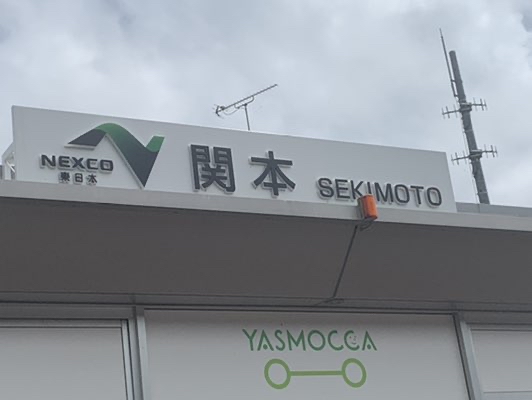 NEXCO
東日本
関本 SEKIMOTO
YASMOCCA